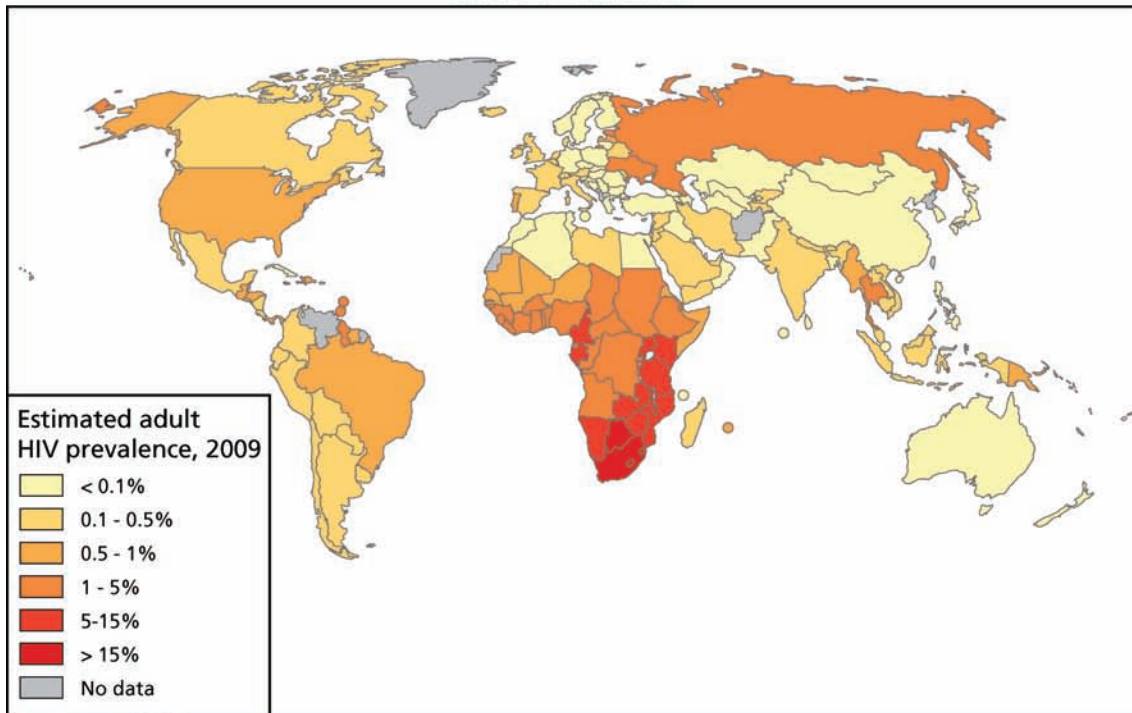 Estimated adult
HIV prevalence, 2009
< 0.1%
0.1 - 0.5%
0.5 - 1%
1 - 5%
5-15%
> 15%
No data